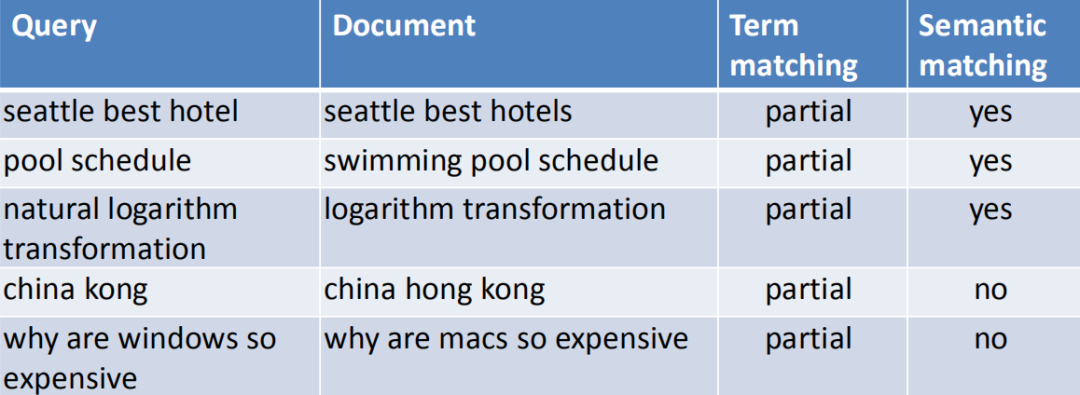 Query Document Term Semantic
matching matching
seattle best hotel seattle best hotels partial yes
pool schedule swimming pool schedule partial yes
natural logarithm logarithm transformation partial yes
transformation
china kong china hong kong partial no
why are windows so why are macs so expensive partial no
expensive